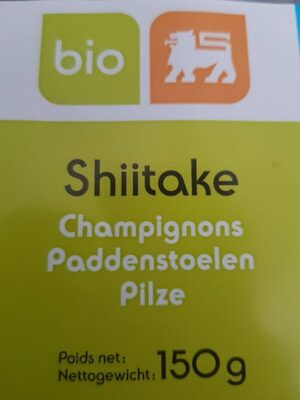 bio
Shiitake
Champignons
Paddenstoelen
Pilze
Poids net:
Nettogewicht: 150 g